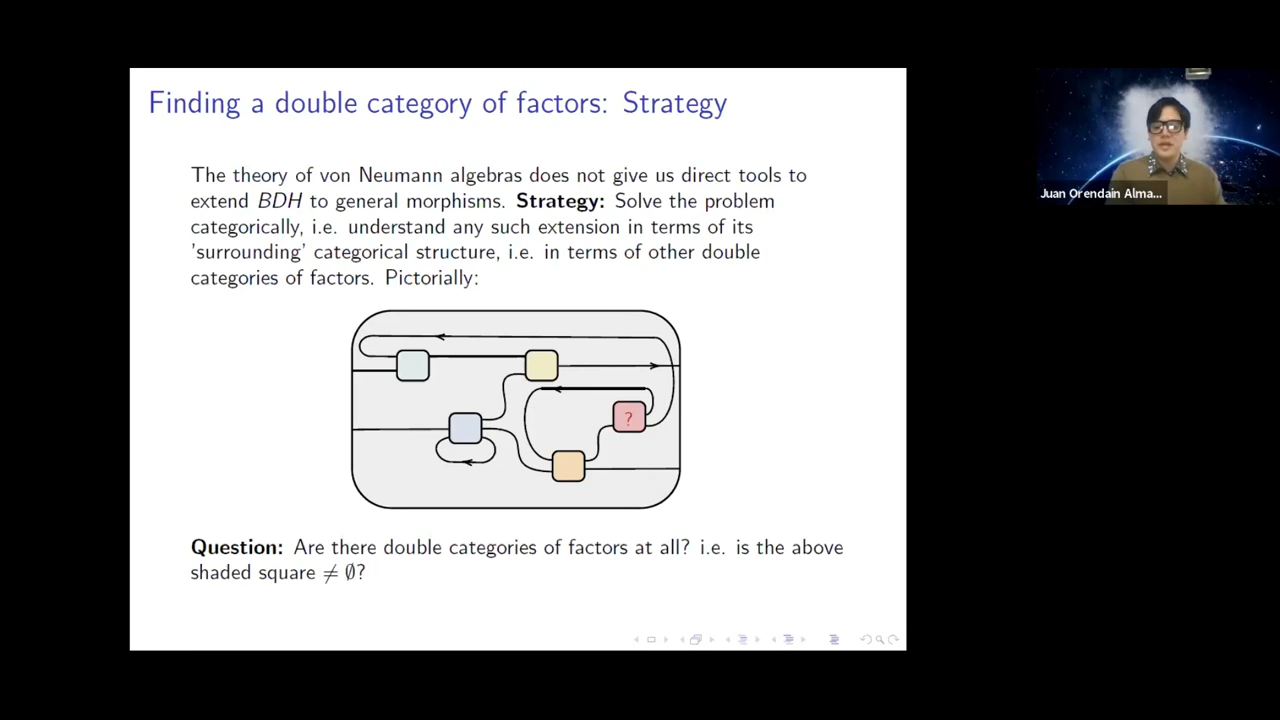 Finding a double category of factors: Strategy
The theory of von Neumann algebras does not give us direct tools to
extend BDH to general morphisms. Strategy: Solve the problem
categorically, i.e. understand any such extension in terms of its
'surrounding' categorical structure, i.e. in terms of other double
categories of factors. Pictorially:
?
Question: Are there double categories of factors at all? i.e. is the above
shaded square ≠ ∅?
Juan Orendain Alma...